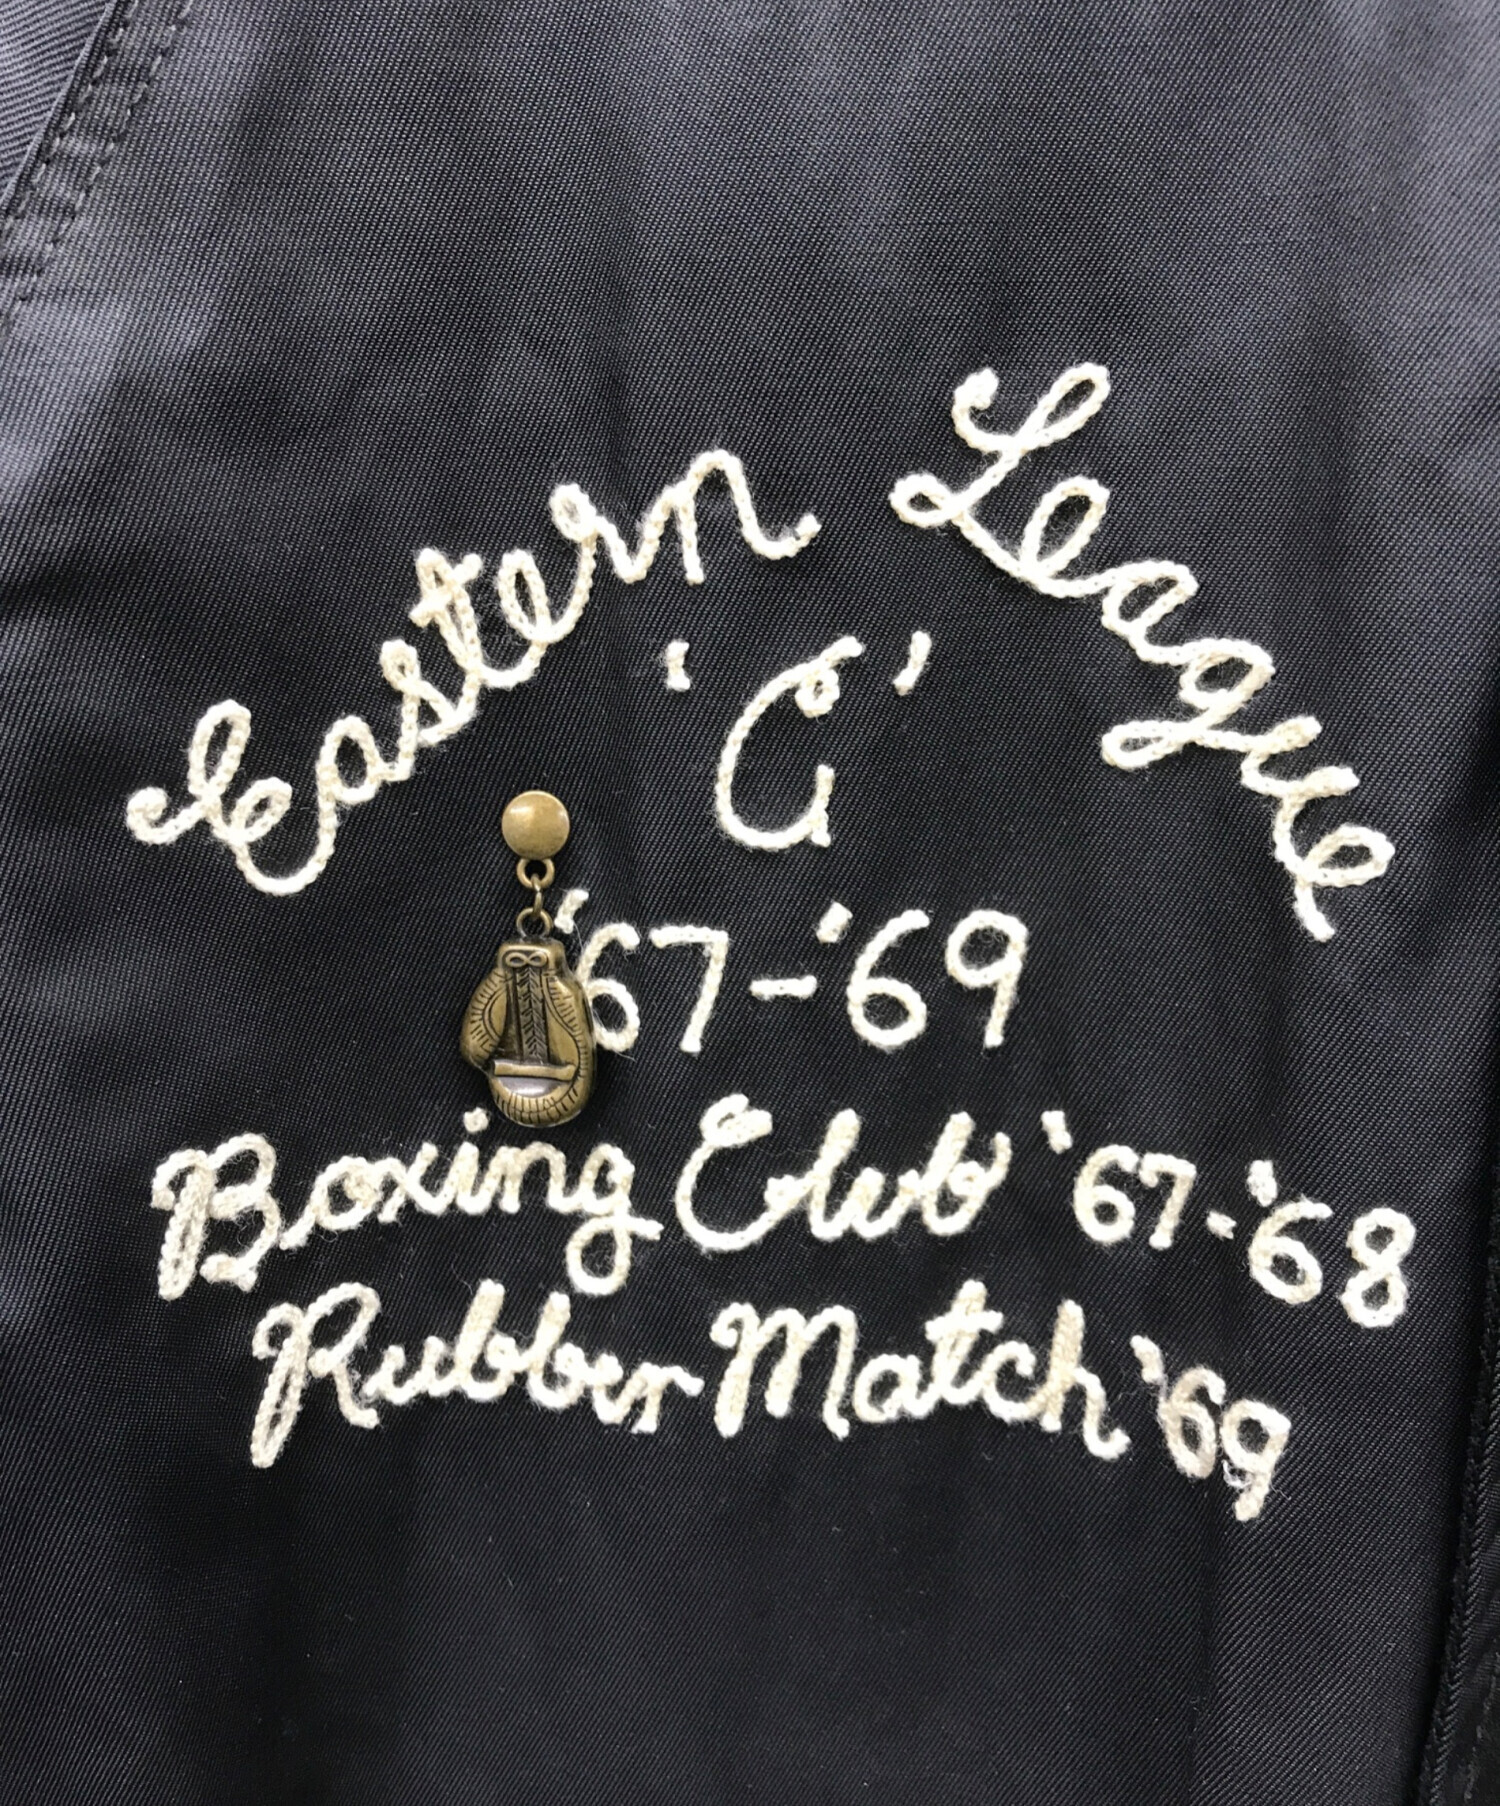 Eastern League
'C'
'67-'69
Boxing Club '67-'68
Rubber Match '69